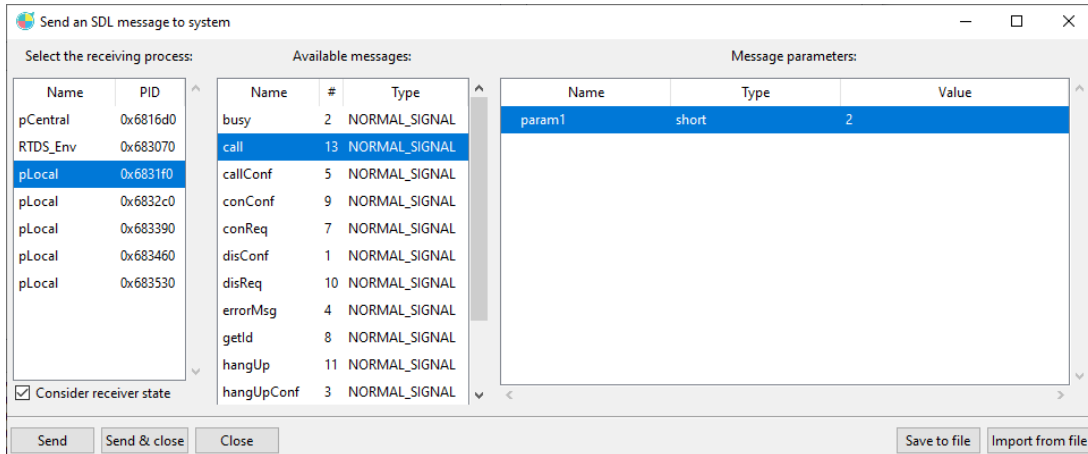 Send an SDL message to system
Select the receiving process: Available messages: Message parameters:
Name PID Name # Type Name Type Value
pCentral 0x6816d0 busy 2 NORMAL_SIGNAL param1 short 2
RTDS_Env 0x683070 call 13 NORMAL_SIGNAL
pLocal 0x6831f0 callConf 5 NORMAL_SIGNAL
pLocal 0x6832c0 conConf 9 NORMAL_SIGNAL
pLocal 0x683390 conReq 7 NORMAL_SIGNAL
pLocal 0x683460 disConf 1 NORMAL_SIGNAL
pLocal 0x683530 disReq 10 NORMAL_SIGNAL
errorMsg 4 NORMAL_SIGNAL
getId 8 NORMAL_SIGNAL
hangUp 11 NORMAL_SIGNAL
Consider receiver state hangUpConf 3 NORMAL_SIGNAL
Send Send & close Close Save to file Import from file